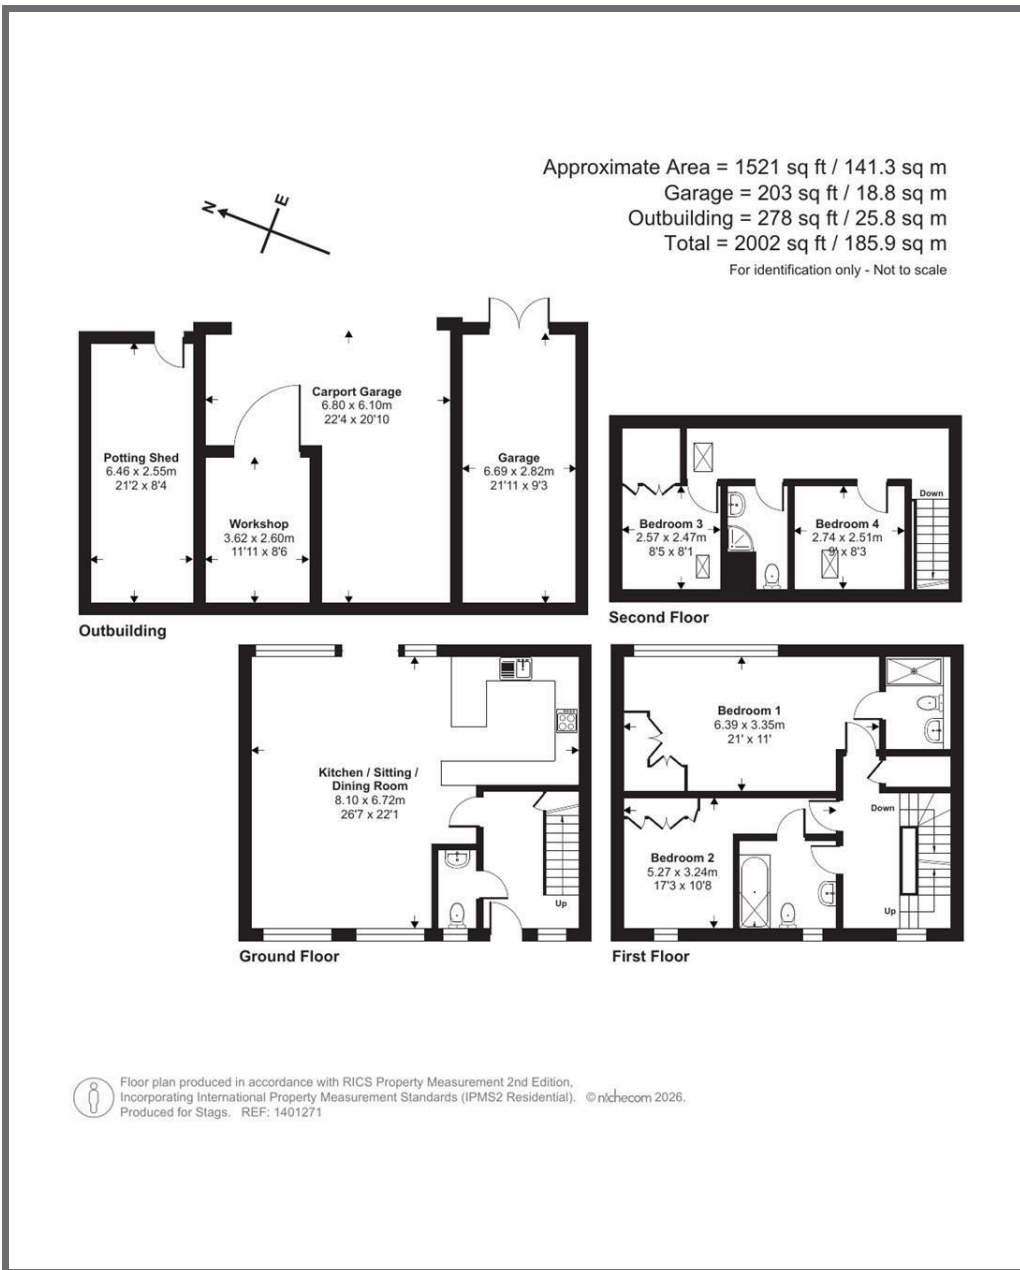 Approximate Area = 1521 sq ft / 141.3 sq m
Garage = 203 sq ft / 18.8 sq m
Outbuilding = 278 sq ft / 25.8 sq m
Total = 2002 sq ft / 185.9 sq m
For identification only - Not to scale
N
E
Carport Garage
6.80 x 6.10m
22'4 x 20'10
Potting Shed
6.46 x 2.55m
21'2 x 8'4
Garage
6.69 x 2.82m
21'11 x 9'3
Workshop
3.62 x 2.60m
11'11 x 8'6
Outbuilding
Bedroom 3
2.57 x 2.47m
8'5 x 8'1
Bedroom 4
2.74 x 2.51m
9' x 8'3
Down
Second Floor
Kitchen / Sitting /
Dining Room
8.10 x 6.72m
26'7 x 22'1
Up
Ground Floor
Bedroom 1
6.39 x 3.35m
21' x 11'
Down
Bedroom 2
5.27 x 3.24m
17'3 x 10'8
Up
First Floor
Floor plan produced in accordance with RICS Property Measurement 2nd Edition,
Incorporating International Property Measurement Standards (IPMS2 Residential). © nichecom 2026.
Produced for Stags. REF: 1401271